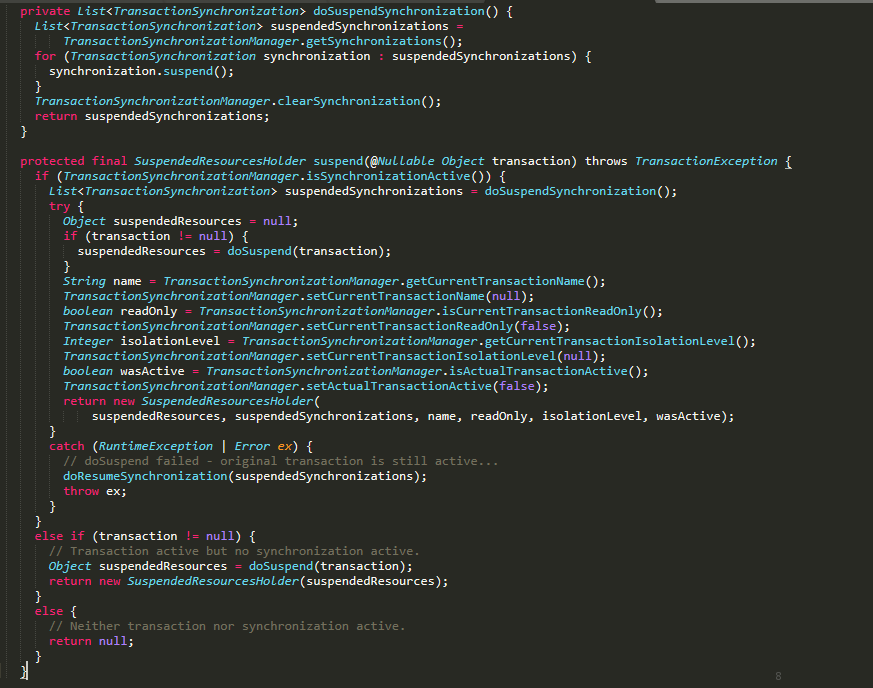 private List<TransactionSynchronization> doSuspendSynchronization() {
List<TransactionSynchronization> suspendedSynchronizations =
TransactionSynchronizationManager.getSynchronizations();
for (TransactionSynchronization synchronization : suspendedSynchronizations) {
synchronization.suspend();
}
TransactionSynchronizationManager.clearSynchronization();
return suspendedSynchronizations;
}
protected final SuspendedResourcesHolder suspend(@Nullable Object transaction) throws TransactionException {
if (TransactionSynchronizationManager.isSynchronizationActive()) {
List<TransactionSynchronization> suspendedSynchronizations = doSuspendSynchronization();
try {
Object suspendedResources = null;
if (transaction != null) {
suspendedResources = doSuspend(transaction);
}
String name = TransactionSynchronizationManager.getCurrentTransactionName();
TransactionSynchronizationManager.setCurrentTransactionName(null);
boolean readOnly = TransactionSynchronizationManager.isCurrentTransactionReadOnly();
TransactionSynchronizationManager.setCurrentTransactionReadOnly(false);
Integer isolationLevel = TransactionSynchronizationManager.getCurrentTransactionIsolationLevel();
TransactionSynchronizationManager.setCurrentTransactionIsolationLevel(null);
boolean wasActive = TransactionSynchronizationManager.isActualTransactionActive();
TransactionSynchronizationManager.setActualTransactionActive(false);
return new SuspendedResourcesHolder(
suspendedResources, suspendedSynchronizations, name, readOnly, isolationLevel, wasActive);
}
catch (RuntimeException | Error ex) {
// doSuspend failed - original transaction is still active...
doResumeSynchronization(suspendedSynchronizations);
throw ex;
}
}
else if (transaction != null) {
// Transaction active but no synchronization active.
Object suspendedResources = doSuspend(transaction);
return new SuspendedResourcesHolder(suspendedResources);
}
else {
// Neither transaction nor synchronization active.
return null;
}
}
8